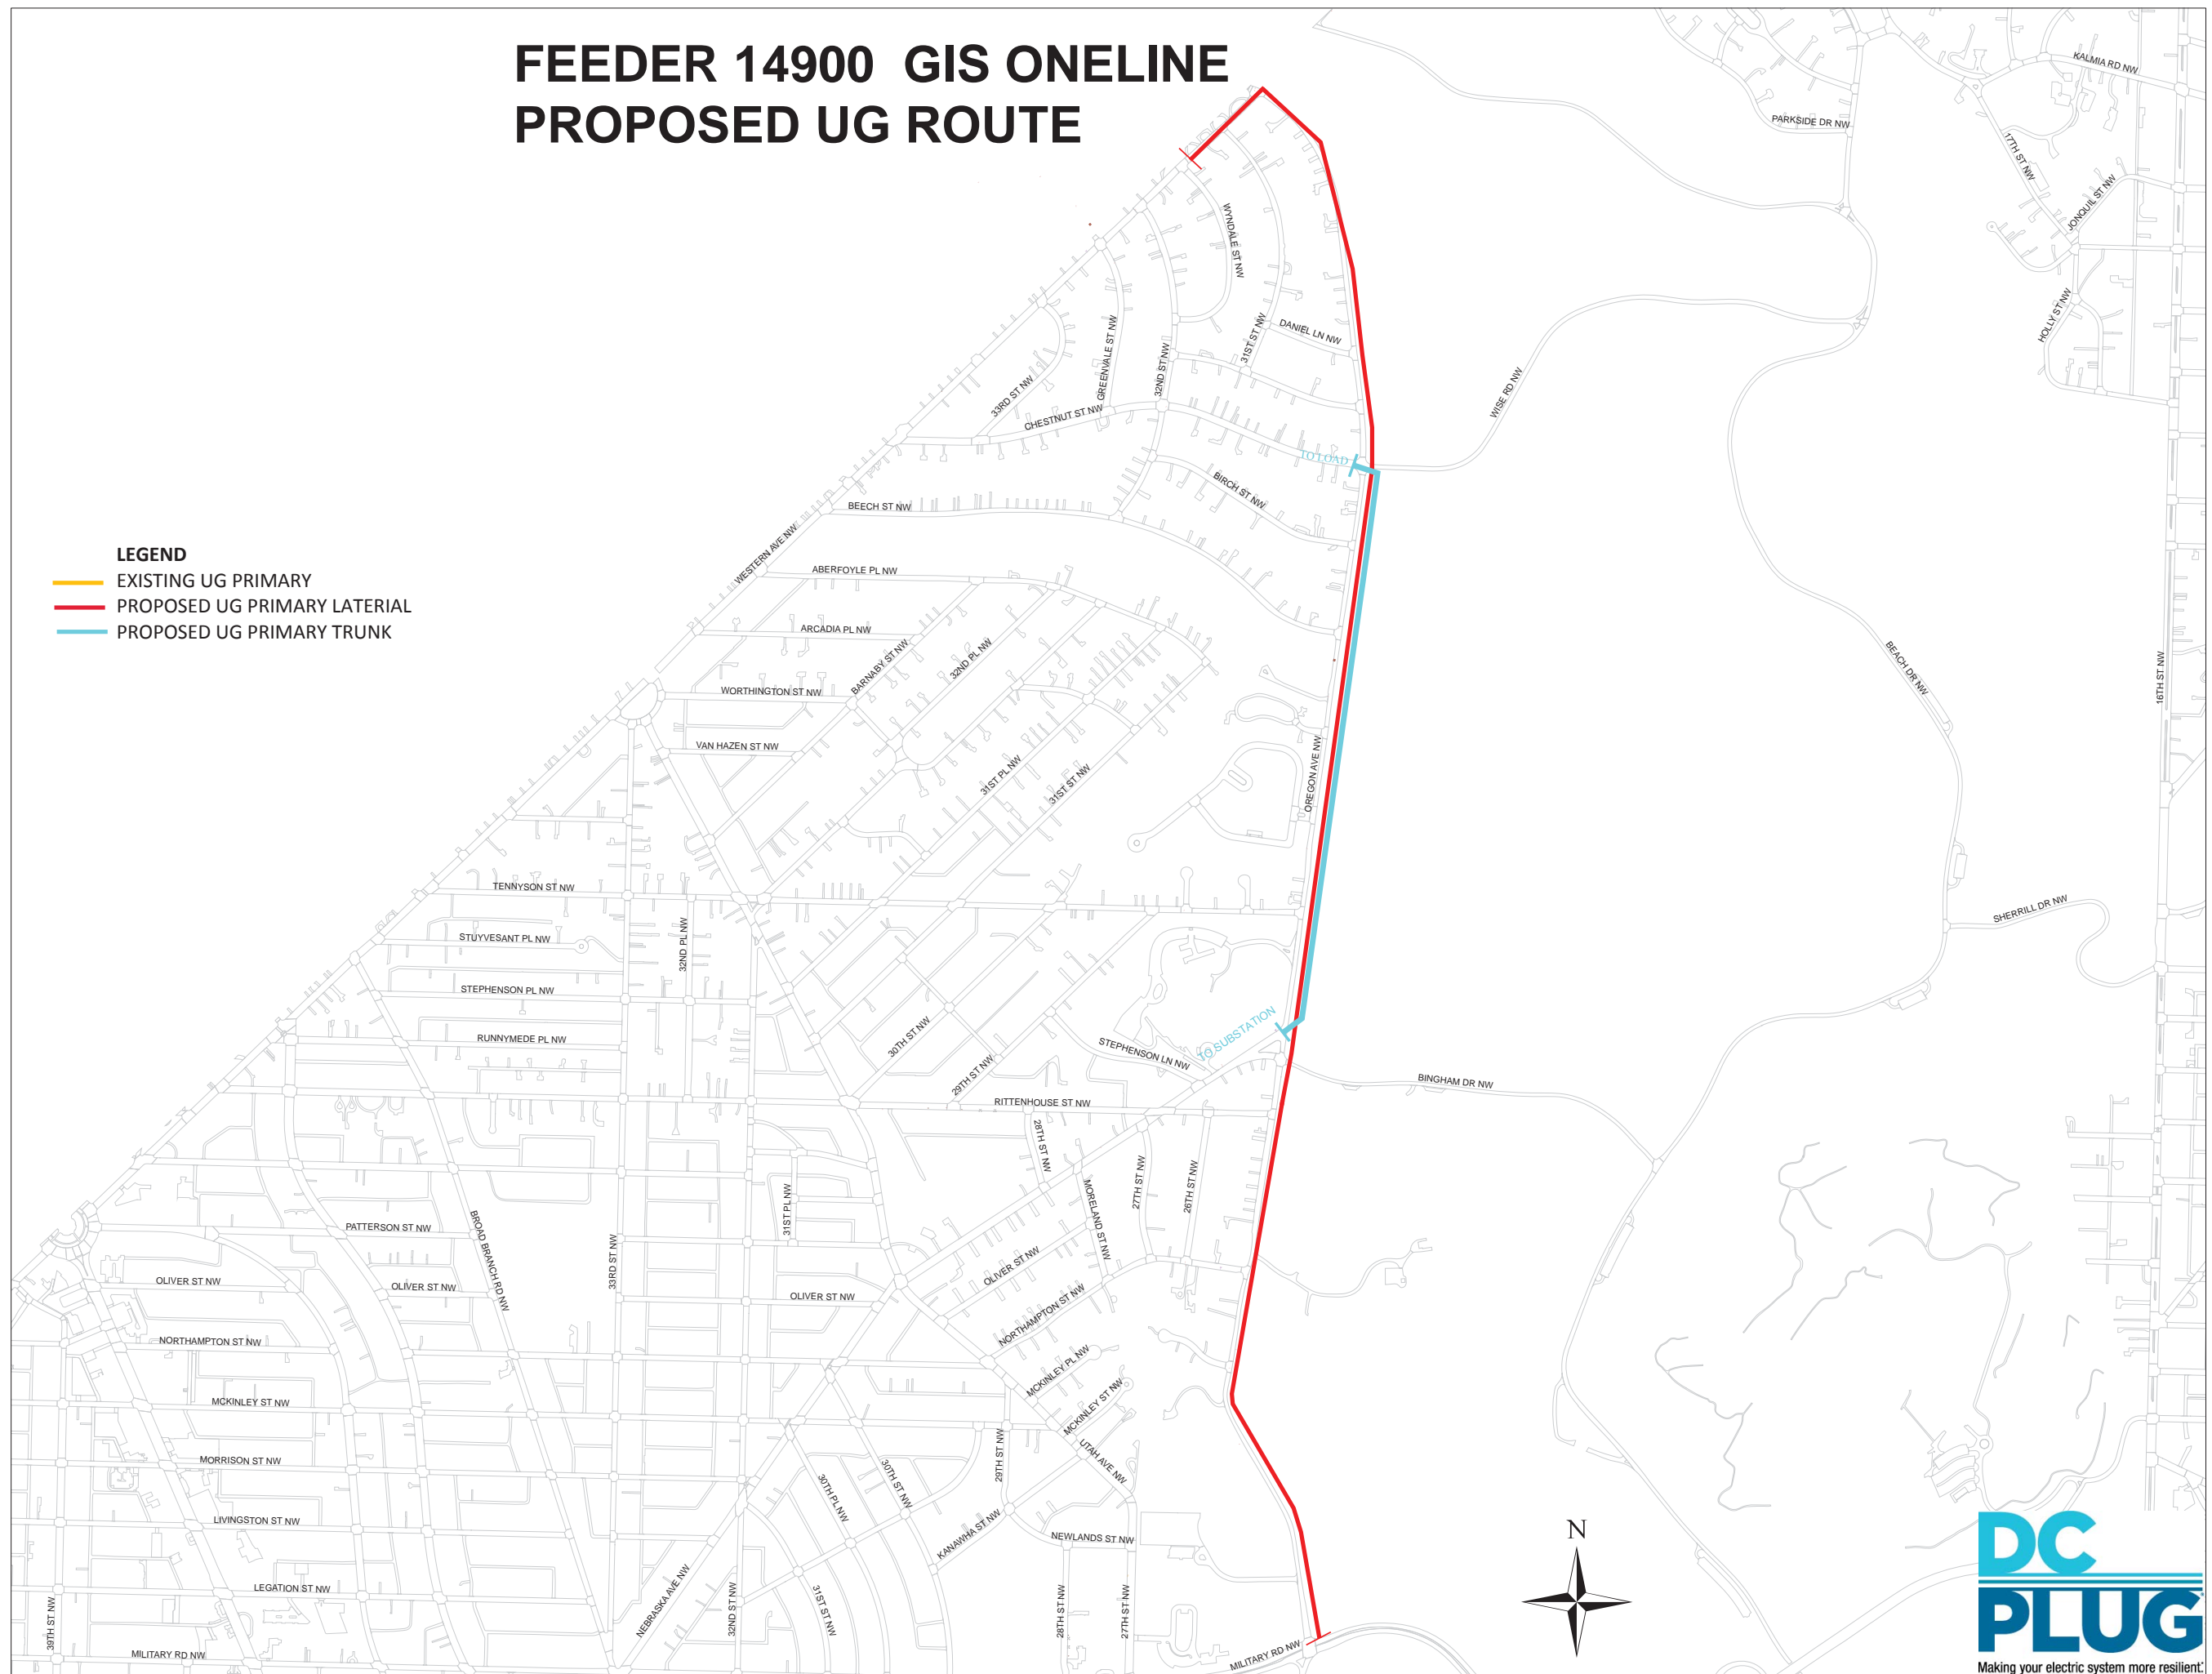 FEEDER 14900 GIS ONELINE
PROPOSED UG ROUTE
KALMIA RD NW
PARKSIDE DR NW
17TH ST NW
JONQUIL ST NW
HOLLY ST NW
WYNDALE ST NW
DANIEL LN NW
31ST ST NW
GREENVALE ST NW
32ND ST NW
33RD ST NW
CHESTNUT ST NW
WISE RD NW
TO LOAD
BIRCH ST NW
BEECH ST NW
WESTERN AVE NW
LEGEND
EXISTING UG PRIMARY
PROPOSED UG PRIMARY LATERIAL
PROPOSED UG PRIMARY TRUNK
ABERFOYLE PL NW
ARCADIA PL NW
BARNABY ST NW
32ND PL NW
WORTHINGTON ST NW
VAN HAZEN ST NW
31ST PL NW
31ST ST NW
OREGON AVE NW
BEACH DR NW
16TH ST NW
TENNYSON ST NW
STUYVESANT PL NW
32ND PL NW
SHERRILL DR NW
STEPHENSON PL NW
RUNNYMEDE PL NW
30TH ST NW
29TH ST NW
TO SUBSTATION
STEPHENSON LN NW
BINGHAM DR NW
RITTENHOUSE ST NW
28TH ST NW
27TH ST NW
26TH ST NW
MORELAND ST NW
31ST PL NW
PATTERSON ST NW
BROAD BRANCH RD NW
33RD ST NW
OLIVER ST NW
OLIVER ST NW
OLIVER ST NW
OLIVER ST NW
NORTHAMPTON ST NW
NORTHAMPTON ST NW
MCKINLEY PL NW
MCKINLEY ST NW
MCKINLEY ST NW
UTAH AVE NW
29TH ST NW
MORRISON ST NW
30TH PL NW
30TH ST NW
LIVINGSTON ST NW
KANAWHA ST NW
NEWLANDS ST NW
LEGATION ST NW
NEBRASKA AVE NW
39TH ST NW
32ND ST NW
31ST ST NW
28TH ST NW
27TH ST NW
MILITARY RD NW
MILITARY RD NW
N
DC
PLUG
Making your electric system more resilient.